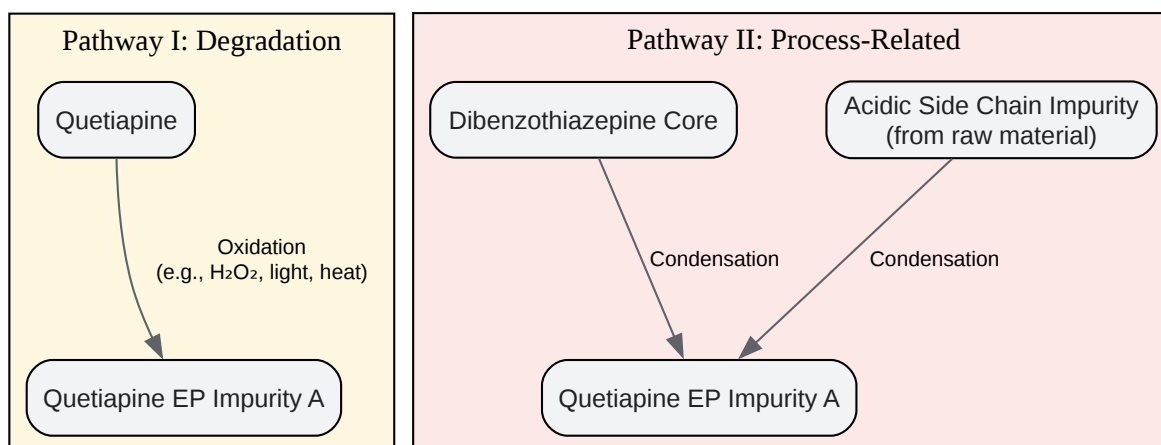 Pathway I: Degradation
Quetiapine
Oxidation
(e.g., H₂O₂, light, heat)
Quetiapine EP Impurity A
Pathway II: Process-Related
Dibenzothiazepine Core
Acidic Side Chain Impurity
(from raw material)
Condensation
Condensation
Quetiapine EP Impurity A